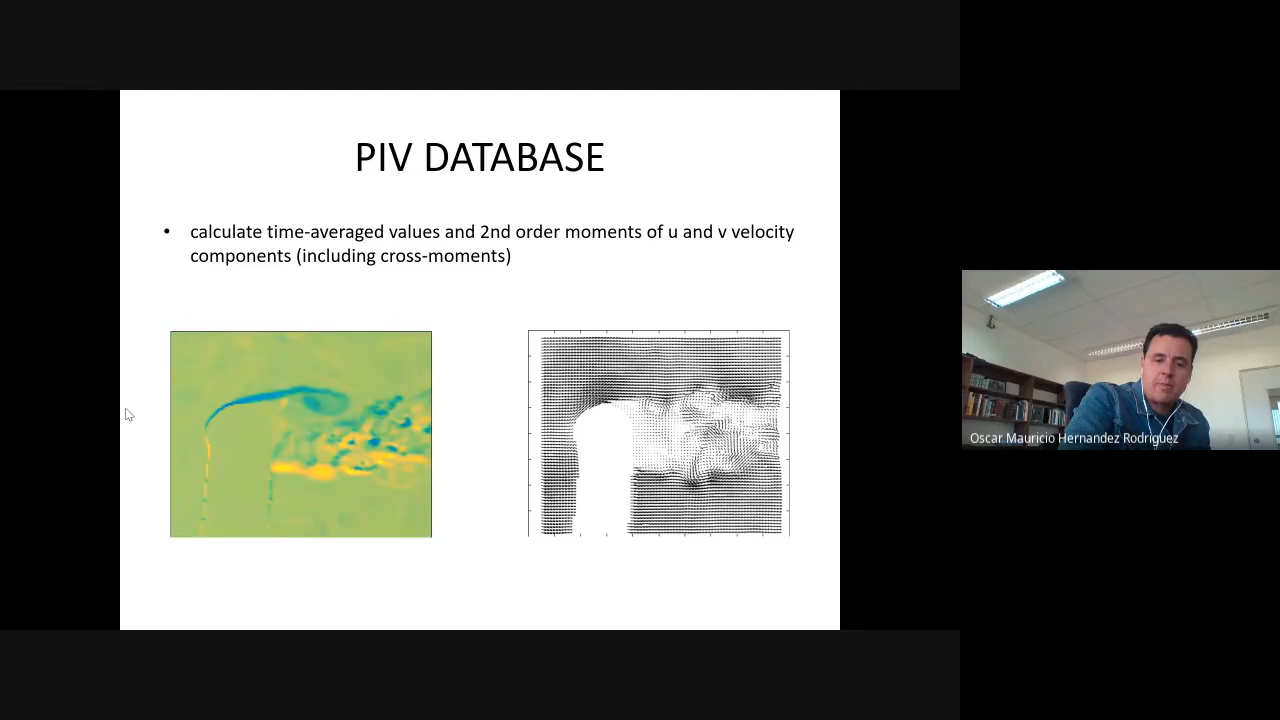 PIV DATABASE
• calculate time-averaged values and 2nd order moments of u and v velocity
components (including cross-moments)
Oscar Mauricio Hernandez Rodriguez